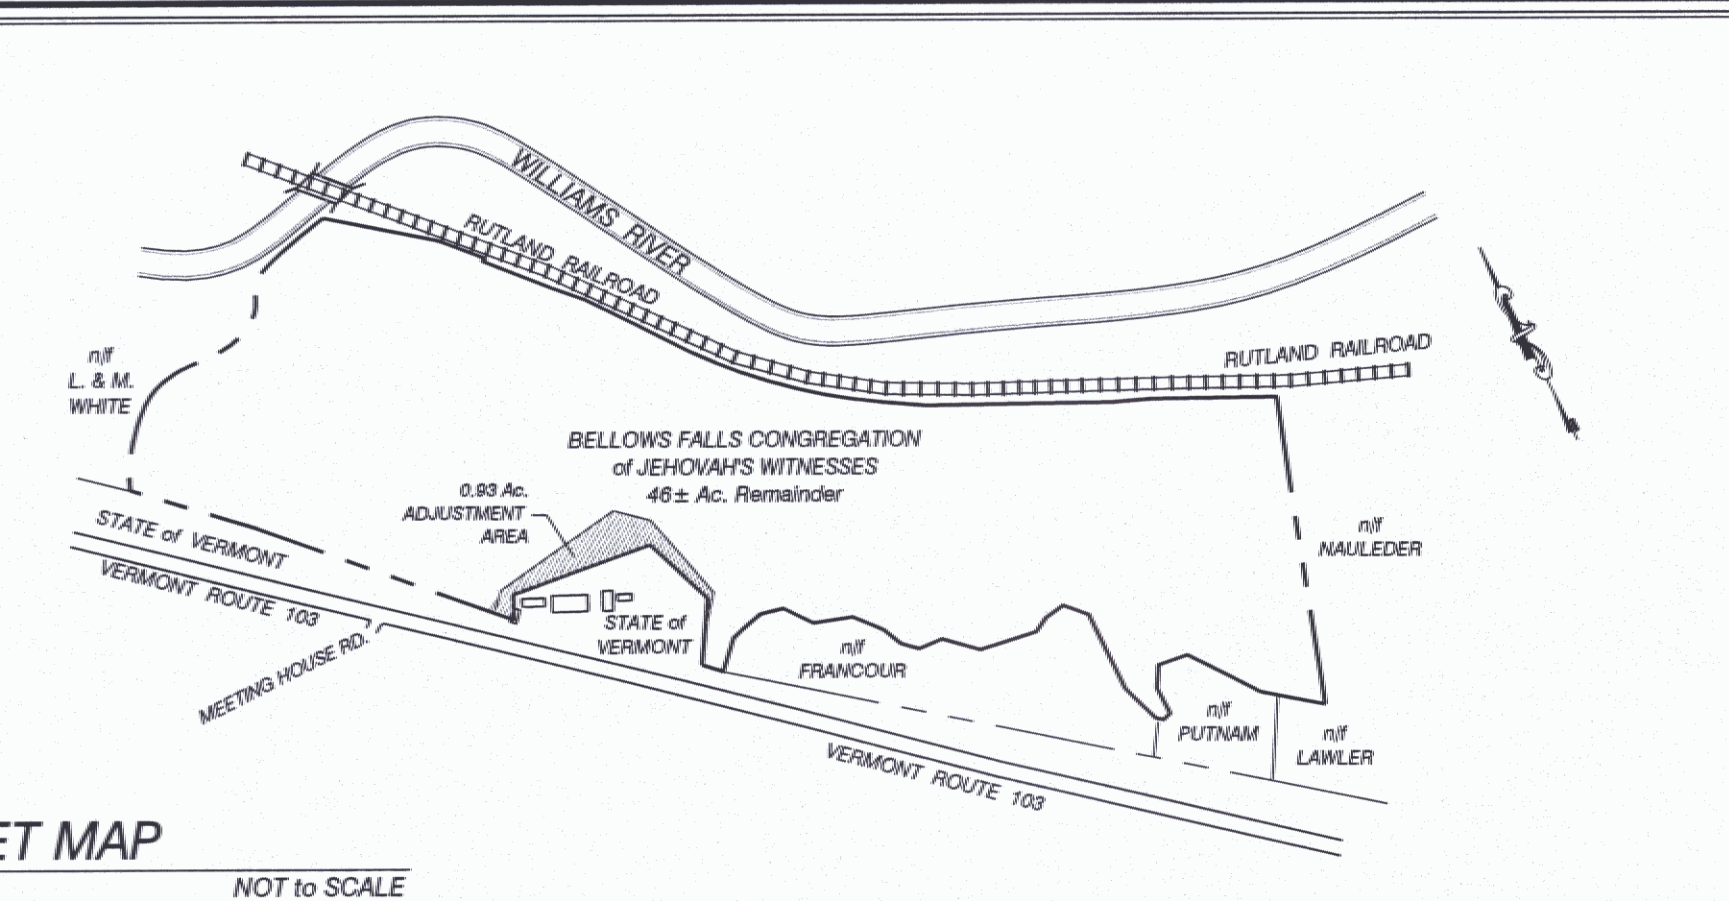 WILLIAMS RIVER
RUTLAND RAILROAD
RUTLAND RAILROAD
n/f
L. & M.
WHITE
BELLOWS FALLS CONGREGATION
of JEHOVAH'S WITNESSES
46± Ac. Remainder
0.93 Ac.
ADJUSTMENT
AREA
n/f
NAULEDER
STATE of VERMONT
VERMONT ROUTE 103
MEETING HOUSE RD.
STATE of
VERMONT
n/f
FRANCOUR
n/f
PUTNAM
n/f
LAWLER
VERMONT ROUTE 103
MAP
NOT to SCALE